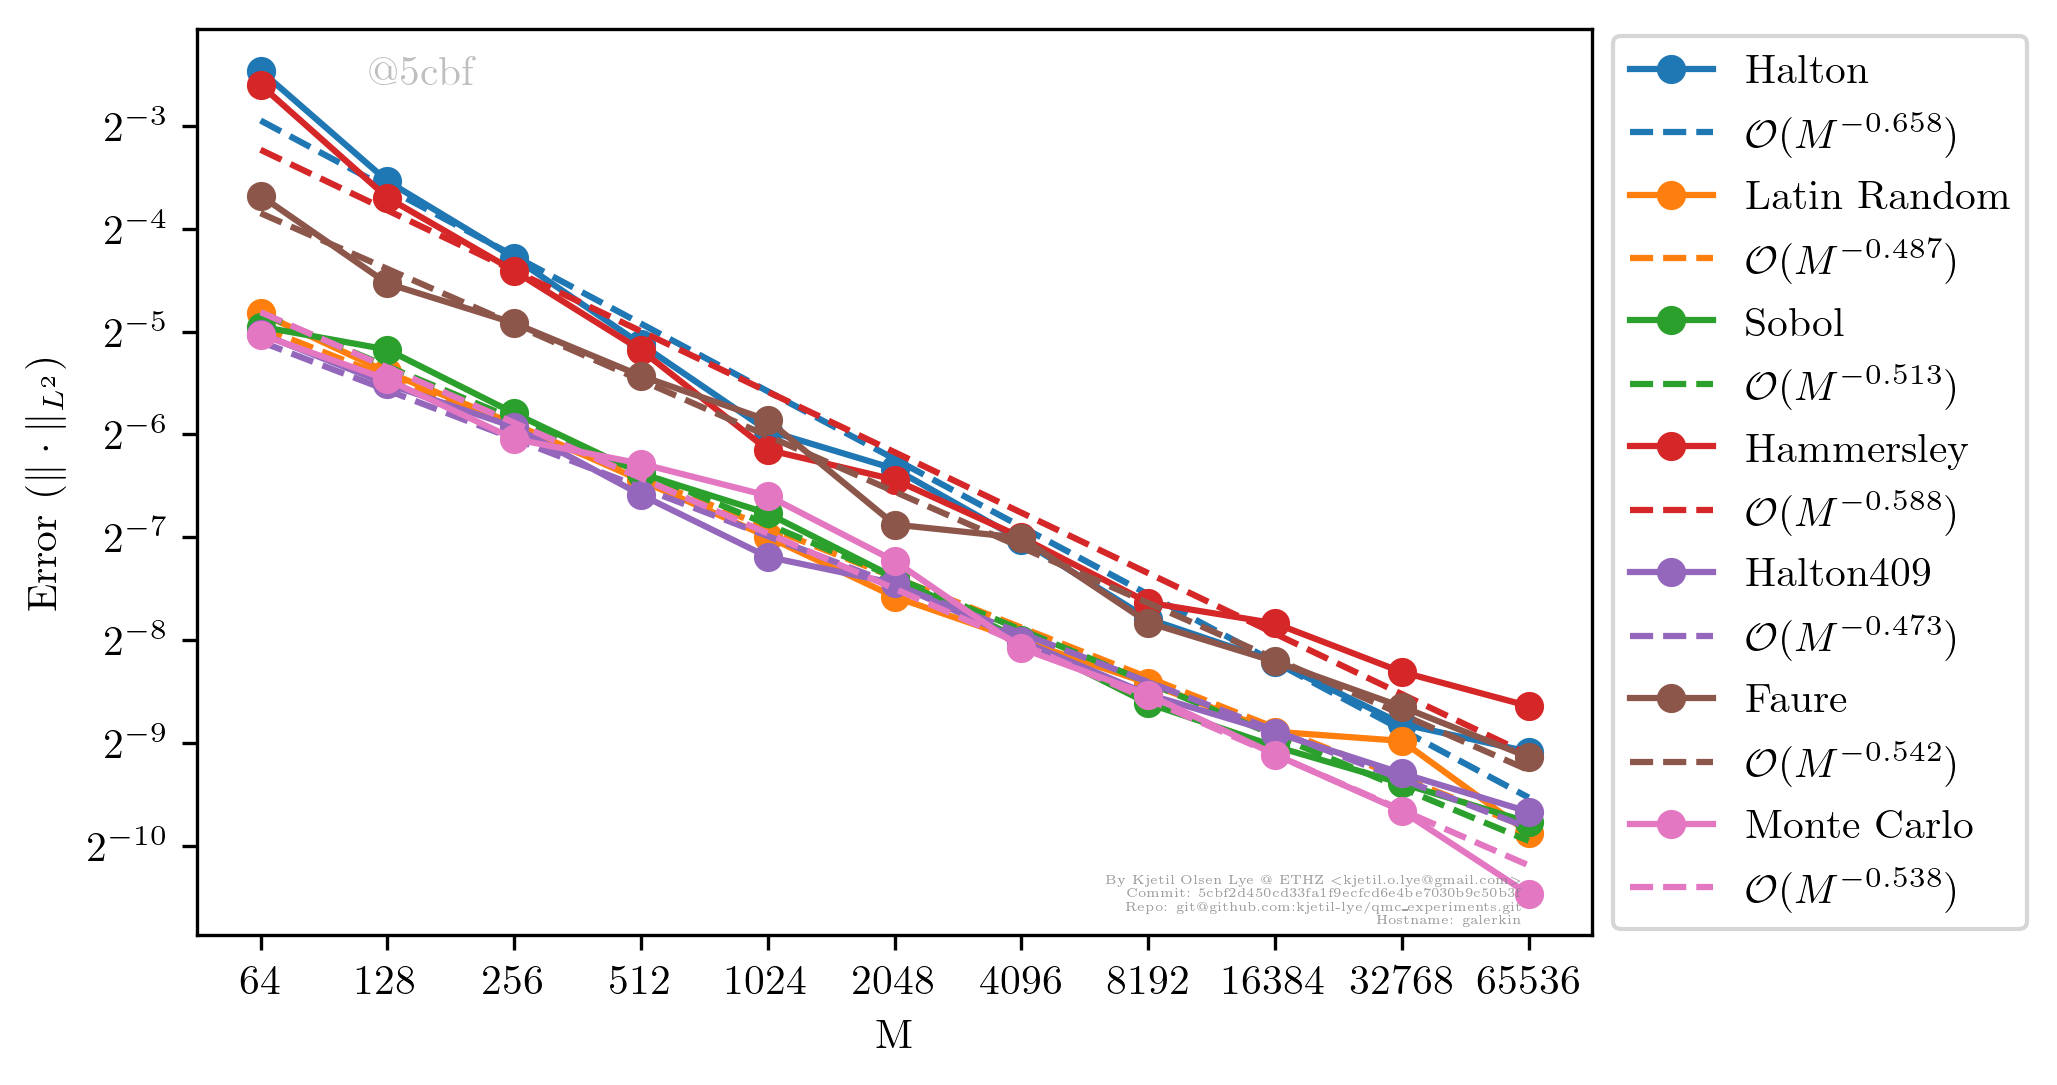 @5cbf
2^{-3}
2^{-4}
2^{-5}
2^{-6}
2^{-7}
2^{-8}
2^{-9}
2^{-10}
Error (|| · ||_{L^2})
64 128 256 512 1024 2048 4096 8192 16384 32768 65536
M
By Kjetil Olsen Lye @ ETHZ <kjetil.o.lye@gmail.com>
Commit: 5cbf2d450cd33fa1f9ecfcd6e4be7030b9c50b3f
Repo: git@github.com:kjetil-lye/qmc_experiments.git
Hostname: galerkin
Halton
𝒪(M^{-0.658})
Latin Random
𝒪(M^{-0.487})
Sobol
𝒪(M^{-0.513})
Hammersley
𝒪(M^{-0.588})
Halton409
𝒪(M^{-0.473})
Faure
𝒪(M^{-0.542})
Monte Carlo
𝒪(M^{-0.538})